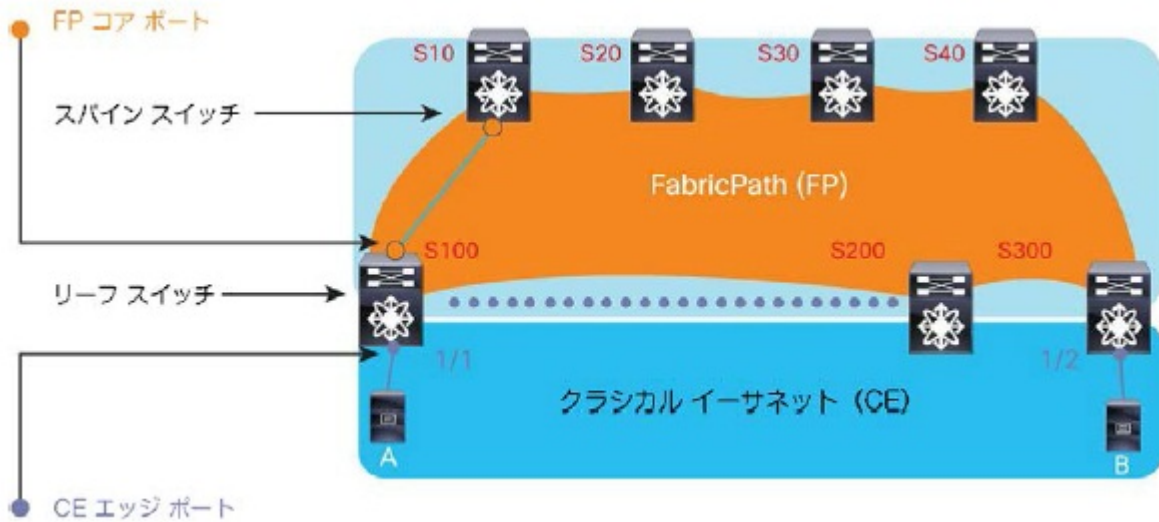 FP コア ポート
S10
S20
S30
S40
スパイン スイッチ
FabricPath (FP)
S100
S200
S300
リーフ スイッチ
1/1
1/2
クラシカル イーサネット (CE)
A
B
CE エッジ ポート